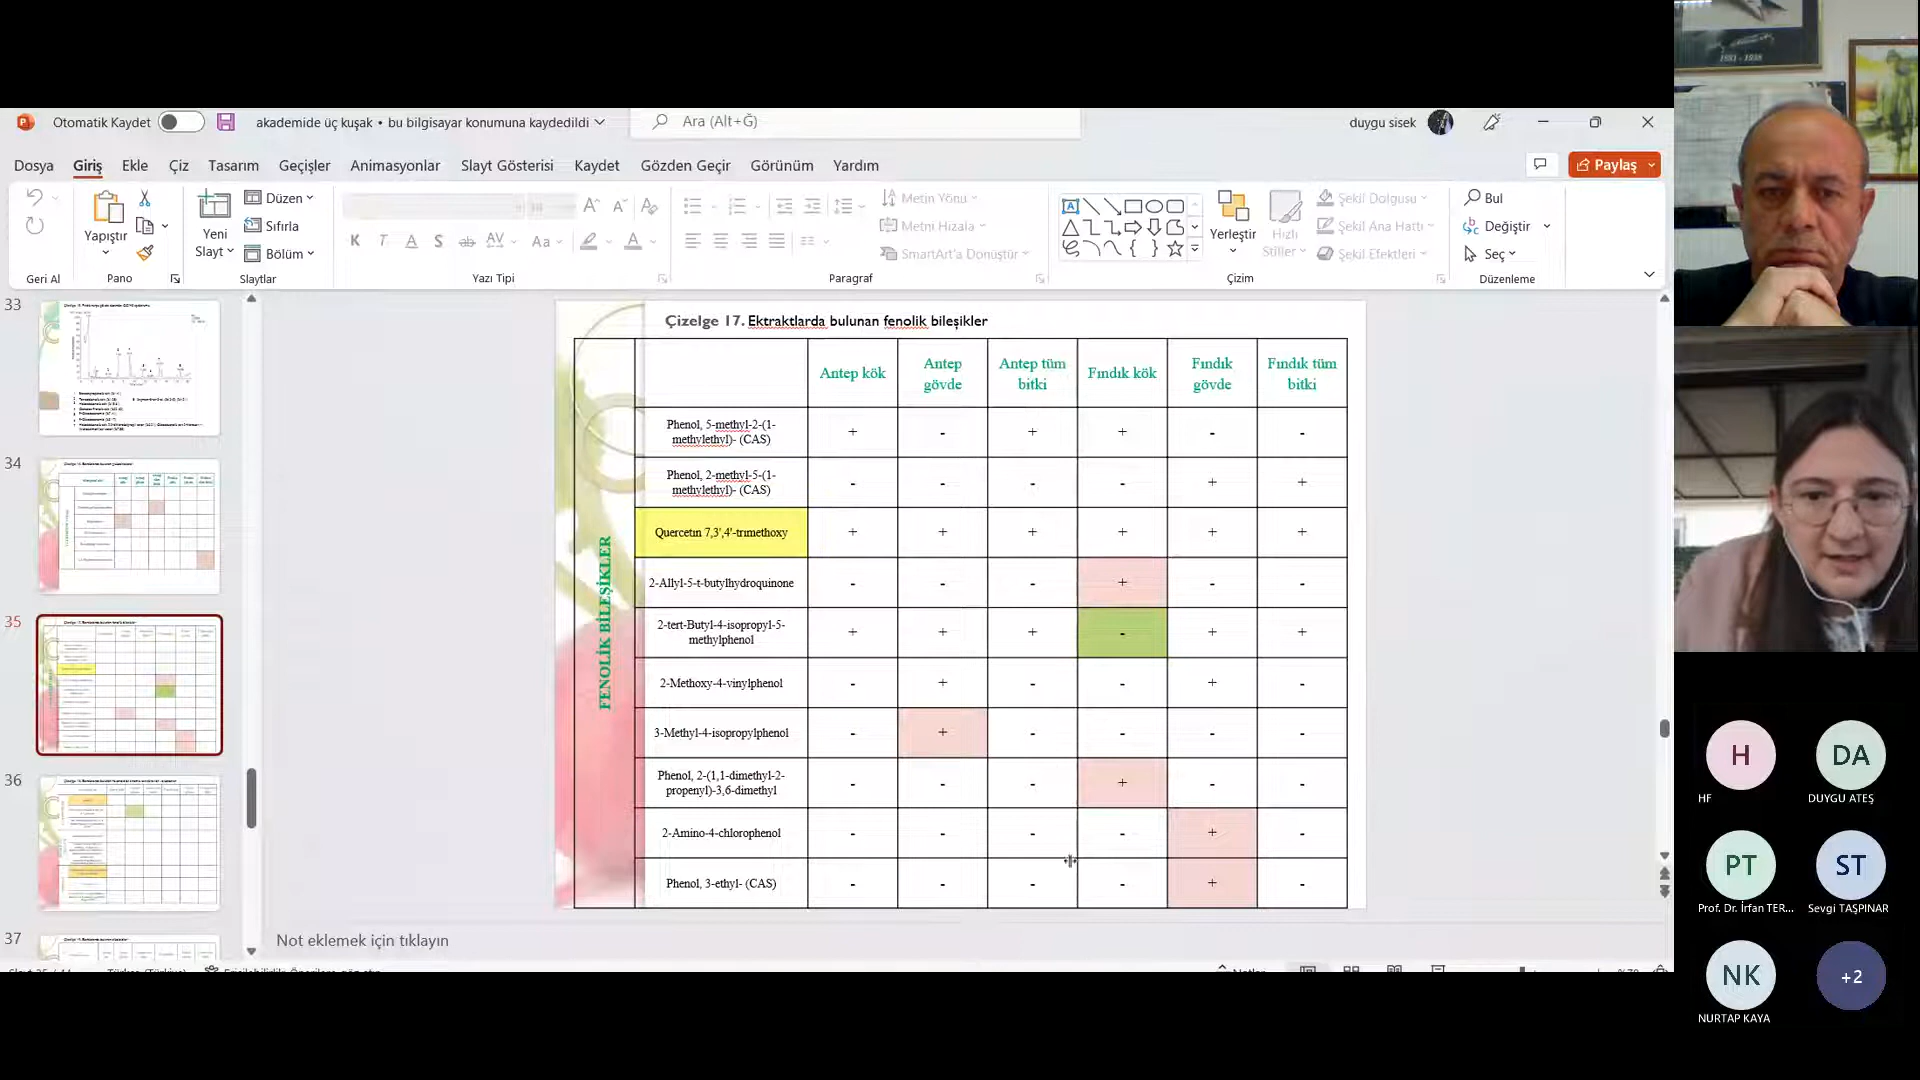 1881 - 1938
Otomatik Kaydet
akademide üç kuşak • bu bilgisayar konumuna kaydedildi
Ara (Alt+Ğ)
duygu sisek
Dosya Giriş Ekle Çiz Tasarım Geçişler Animasyonlar Slayt Gösterisi Kaydet Gözden Geçir Görünüm Yardım
Paylaş
Yapıştır
Yeni Slayt
Düzen
Sıfırla
Bölüm
K T A S ab AV Aa A
Metin Yönü
Metni Hizala
SmartArt'a Dönüştür
Yerleştir
Hızlı Stiller
Şekil Dolgusu
Şekil Ana Hattı
Şekil Efektleri
Bul
Değiştir
Seç
Geri Al Pano Slaytlar Yazı Tipi Paragraf Çizim Düzenleme
33
34
35
36
37
Çizelge 17. Ektraktlarda bulunan fenolik bileşikler
FENOLİK BİLEŞİKLER
Antep kök Antep gövde Antep tüm bitki Fındık kök Fındık gövde Fındık tüm bitki
Phenol, 5-methyl-2-(1-methylethyl)- (CAS) + - + + - -
Phenol, 2-methyl-5-(1-methylethyl)- (CAS) - - - - + +
Quercetın 7,3',4'-trımethoxy + + + + + +
2-Allyl-5-t-butylhydroquinone - - - + - -
2-tert-Butyl-4-isopropyl-5-methylphenol + + + - + +
2-Methoxy-4-vinylphenol - + - - + -
3-Methyl-4-isopropylphenol - + - - - -
Phenol, 2-(1,1-dimethyl-2-propenyl)-3,6-dimethyl - - - + - -
2-Amino-4-chlorophenol - - - - + -
Phenol, 3-ethyl- (CAS) - - - - + -
Not eklemek için tıklayın
H
HF
DA
DUYGU ATEŞ
PT
Prof. Dr. İrfan TER...
ST
Sevgi TAŞPINAR
NK
NURTAP KAYA
+2